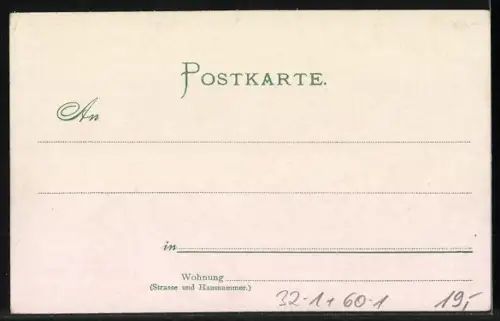 POSTKARTE.
An
in
Wohnung
(Strasse und Hausnummer.)
32-1+60-1 19,-